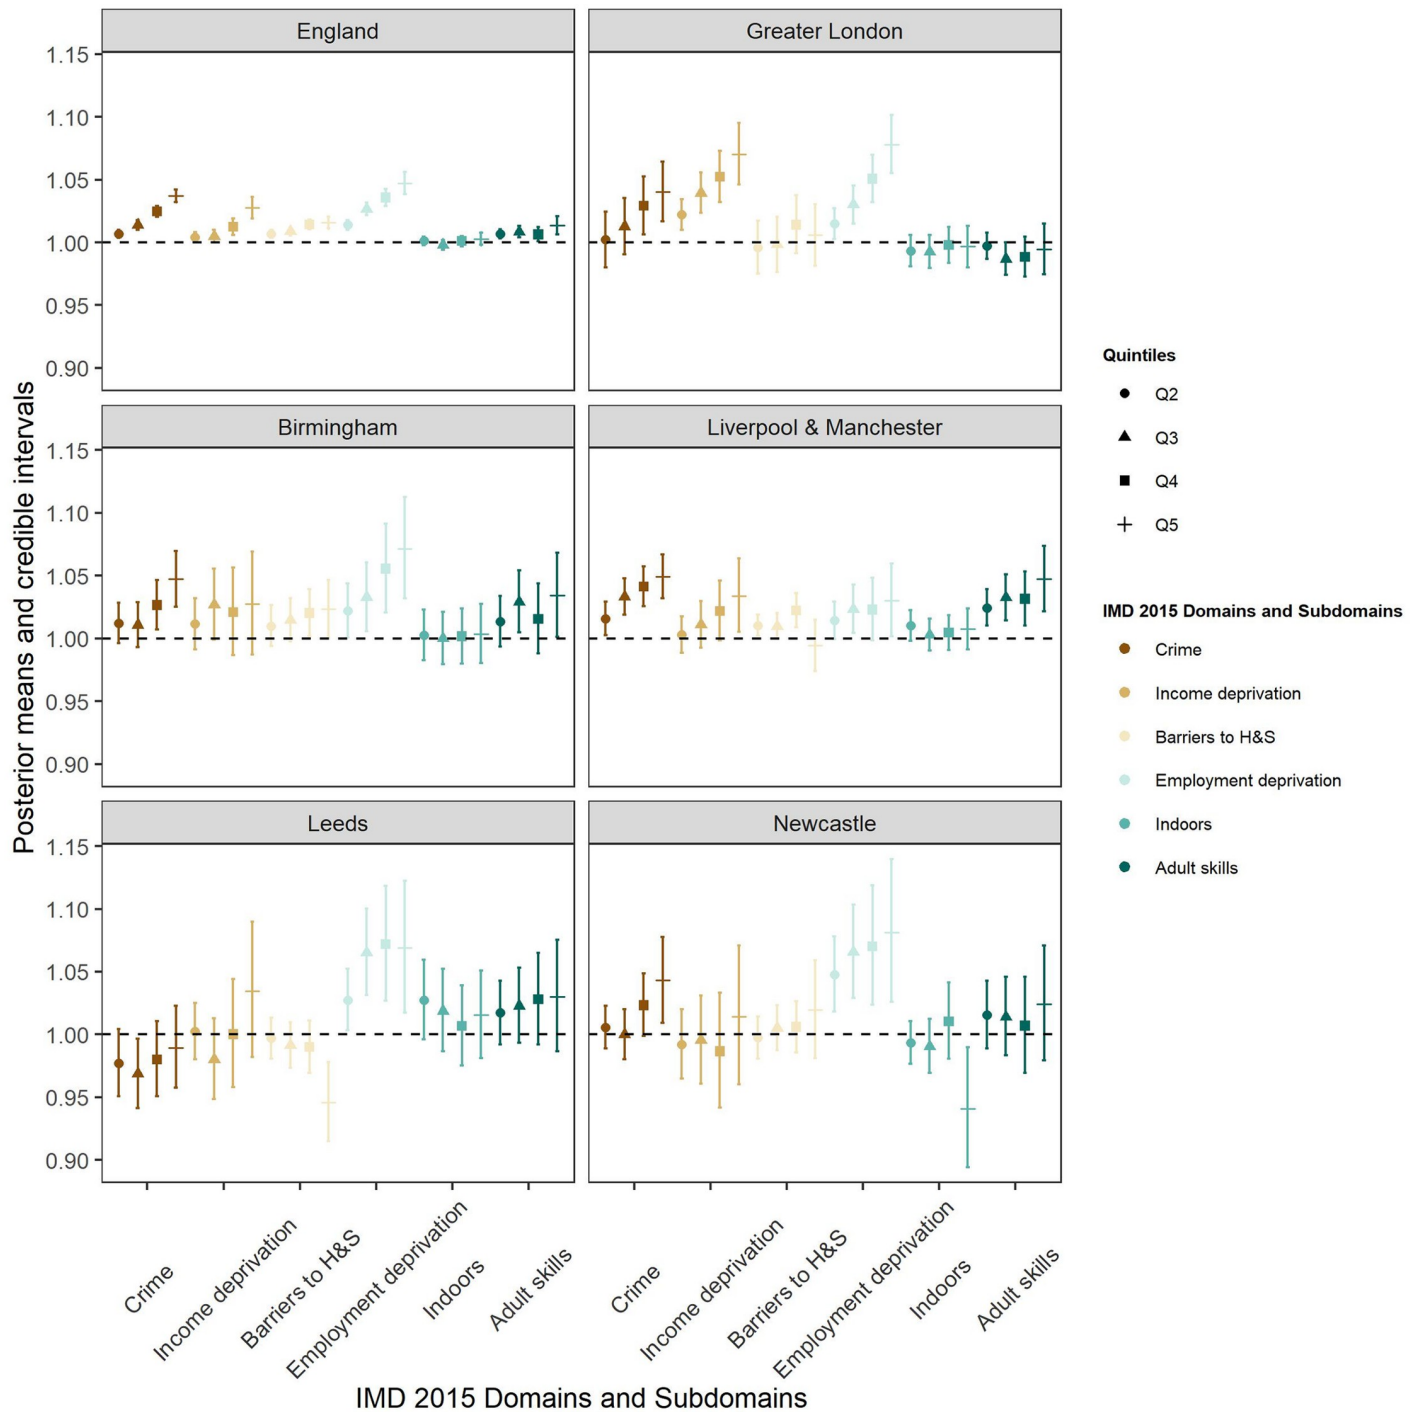 England
Greater London
1.15
1.10
1.05
1.00
0.95
0.90
Birmingham
Liverpool & Manchester
1.15
1.10
1.05
1.00
0.95
0.90
Leeds
Newcastle
1.15
1.10
1.05
1.00
0.95
0.90
Posterior means and credible intervals
Crime
Income deprivation
Barriers to H&S
Employment deprivation
Indoors
Adult skills
Crime
Income deprivation
Barriers to H&S
Employment deprivation
Indoors
Adult skills
IMD 2015 Domains and Subdomains
Quintiles
Q2
Q3
Q4
Q5
IMD 2015 Domains and Subdomains
Crime
Income deprivation
Barriers to H&S
Employment deprivation
Indoors
Adult skills